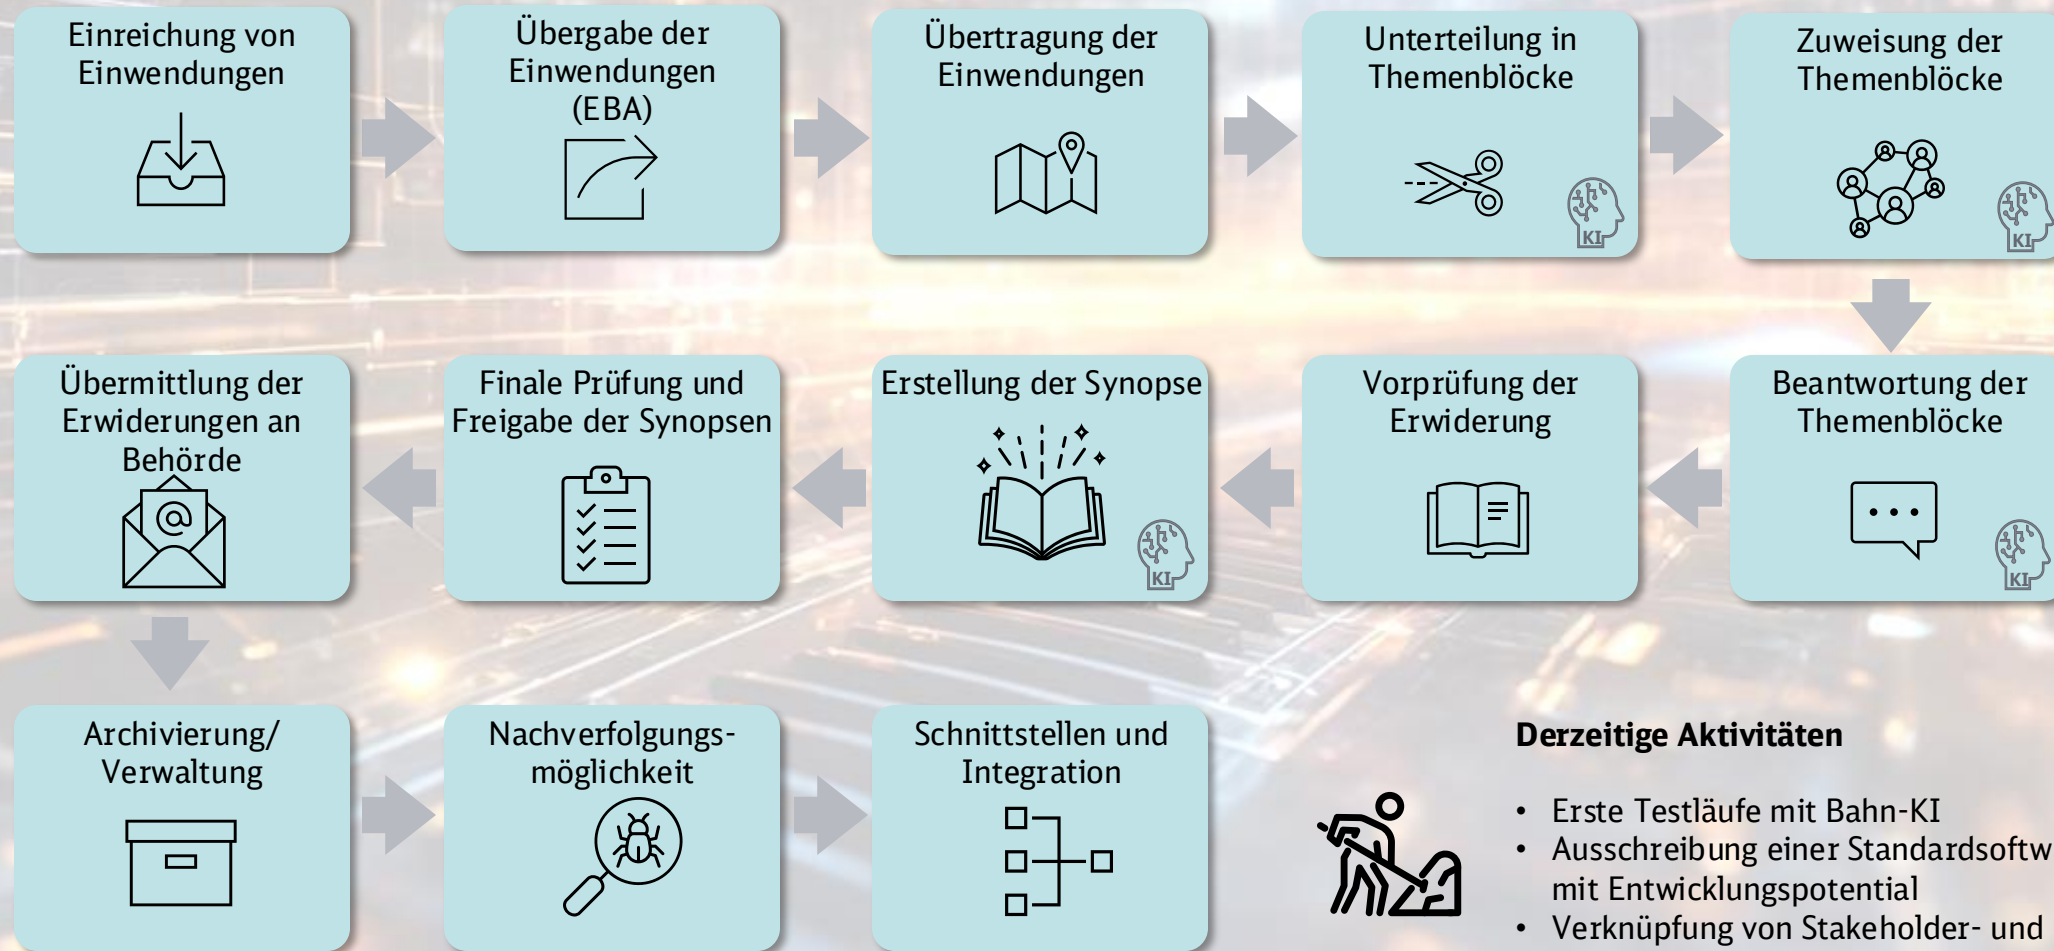 Einreichung von
Einwendungen
Übergabe der
Einwendungen
(EBA)
Übertragung der
Einwendungen
Unterteilung in
Themenblöcke
KI
Zuweisung der
Themenblöcke
KI
Beantwortung der
Themenblöcke
KI
Vorprüfung der
Erwiderung
Erstellung der Synopse
KI
Finale Prüfung und
Freigabe der Synopsen
Übermittlung der
Erwiderungen an
Behörde
@
Archivierung/
Verwaltung
Nachverfolgungs-
möglichkeit
Schnittstellen und
Integration
Derzeitige Aktivitäten
• Erste Testläufe mit Bahn-KI
• Ausschreibung einer Standardsoftw
mit Entwicklungspotential
• Verknüpfung von Stakeholder- und